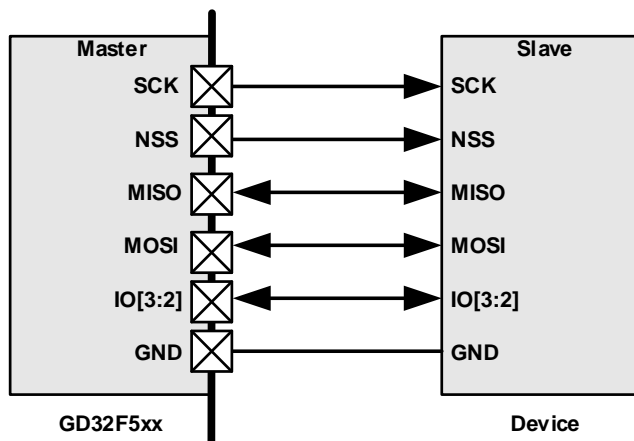 Master Slave
SCK SCK
NSS NSS
MISO MISO
MOSI MOSI
IO[3:2] IO[3:2]
GND GND
GD32F5xx Device